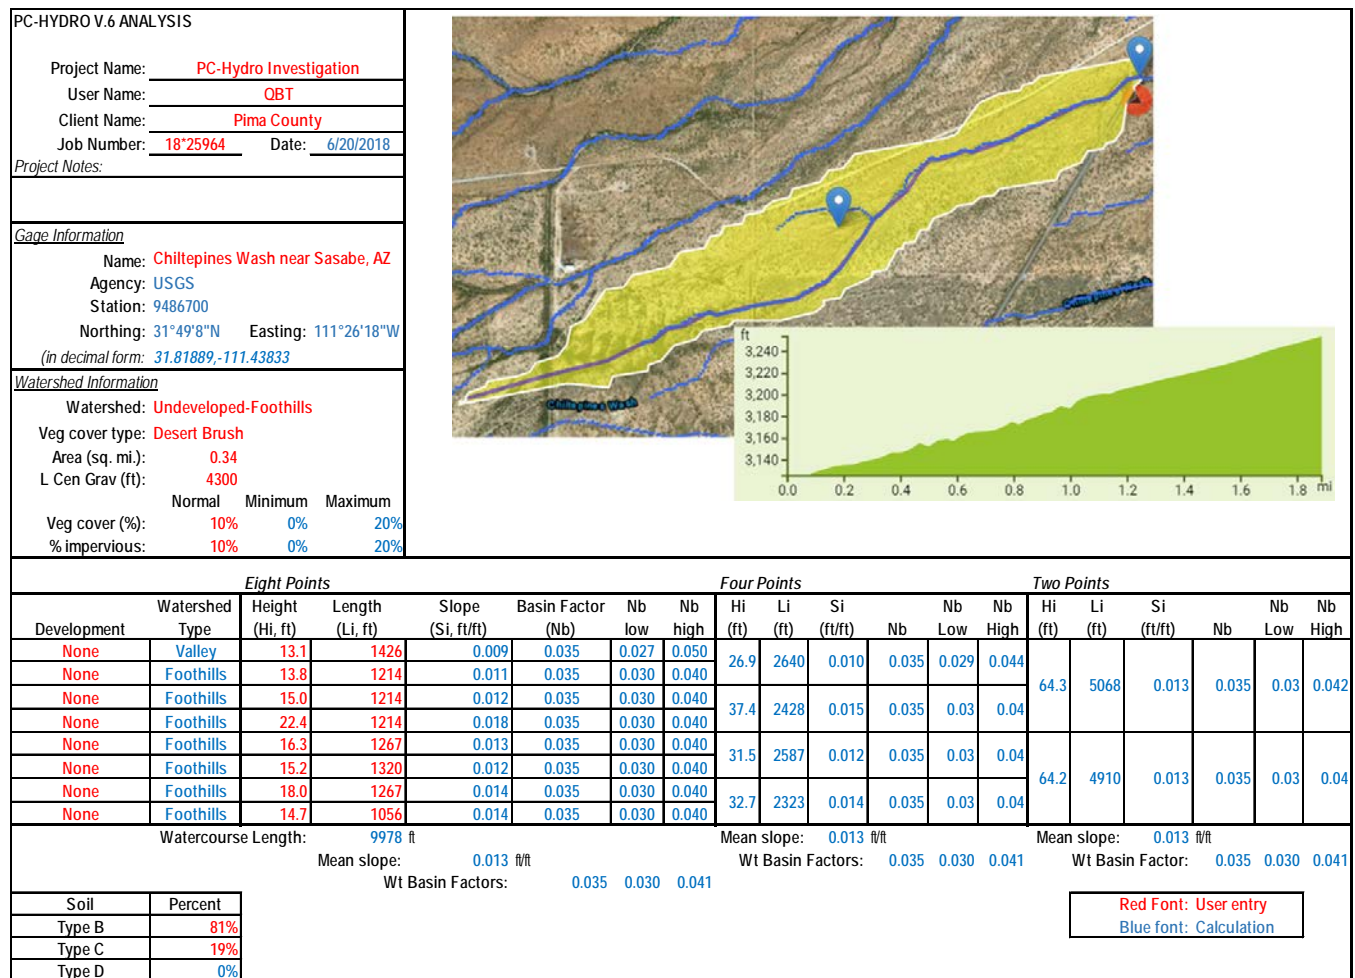 PC-HYDRO V.6 ANALYSIS
Project Name: PC-Hydro Investigation
User Name: QBT
Client Name: Pima County
Job Number: 18*25964 Date: 6/20/2018
Project Notes:
Gage Information
Name: Chiltepines Wash near Sasabe, AZ
Agency: USGS
Station: 9486700
Northing: 31°49'8"N Easting: 111°26'18"W
(in decimal form: 31.81889,-111.43833
Watershed Information
Watershed: Undeveloped-Foothills
Veg cover type: Desert Brush
Area (sq. mi.): 0.34
L Cen Grav (ft): 4300
Normal Minimum Maximum
Veg cover (%): 10% 0% 20%
% impervious: 10% 0% 20%
Chiltepines Wash
ft
3,240
3,220
3,200
3,180
3,160
3,140
0.0 0.2 0.4 0.6 0.8 1.0 1.2 1.4 1.6 1.8 mi
Eight Points Four Points Two Points
Watershed Height Length Slope Basin Factor Nb Nb Hi Li Si Nb Nb Hi Li Si Nb Nb
Development Type (Hi, ft) (Li, ft) (Si, ft/ft) (Nb) low high (ft) (ft) (ft/ft) Nb Low High (ft) (ft) (ft/ft) Nb Low High
None Valley 13.1 1426 0.009 0.035 0.027 0.050
26.9 2640 0.010 0.035 0.029 0.044
None Foothills 13.8 1214 0.011 0.035 0.030 0.040
64.3 5068 0.013 0.035 0.03 0.042
None Foothills 15.0 1214 0.012 0.035 0.030 0.040
37.4 2428 0.015 0.035 0.03 0.04
None Foothills 22.4 1214 0.018 0.035 0.030 0.040
None Foothills 16.3 1267 0.013 0.035 0.030 0.040
31.5 2587 0.012 0.035 0.03 0.04
None Foothills 15.2 1320 0.012 0.035 0.030 0.040
64.2 4910 0.013 0.035 0.03 0.04
None Foothills 18.0 1267 0.014 0.035 0.030 0.040
32.7 2323 0.014 0.035 0.03 0.04
None Foothills 14.7 1056 0.014 0.035 0.030 0.040
Watercourse Length: 9978 ft Mean slope: 0.013 ft/ft Mean slope: 0.013 ft/ft
Mean slope: 0.013 ft/ft Wt Basin Factors: 0.035 0.030 0.041 Wt Basin Factor: 0.035 0.030 0.041
Wt Basin Factors: 0.035 0.030 0.041
Soil Percent
Type B 81%
Type C 19%
Type D 0%
Red Font: User entry
Blue font: Calculation